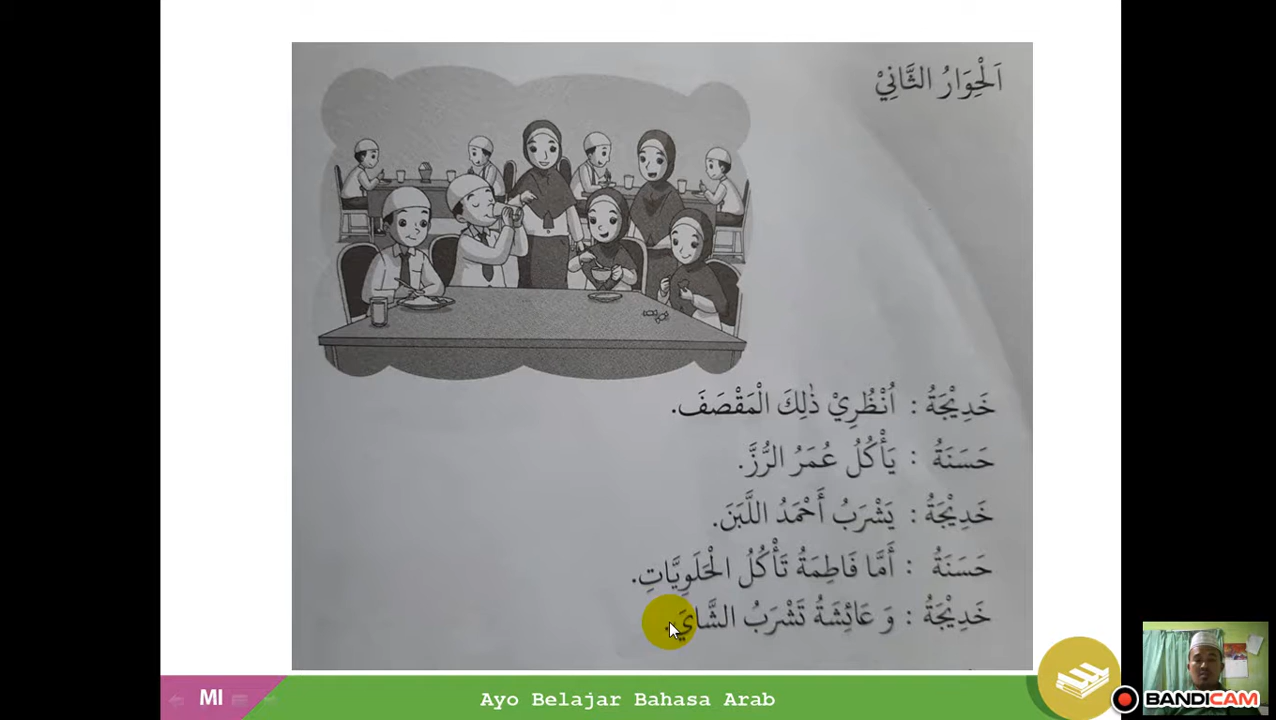 اَلْحِوَارُ الثَّانِيْ
خَدِيْجَةُ : اُنْظُرِيْ ذٰلِكَ الْمَقْصَفَ.
حَسَنَةُ : يَأْكُلُ عُمَرُ الرُّزَّ.
خَدِيْجَةُ : يَشْرَبُ أَحْمَدُ اللَّبَنَ.
حَسَنَةُ : أَمَّا فَاطِمَةُ تَأْكُلُ الْحَلَوِيَّاتِ.
خَدِيْجَةُ : وَ عَائِشَةُ تَشْرَبُ الشَّايَ.
MI
Ayo Belajar Bahasa Arab
BANDICAM